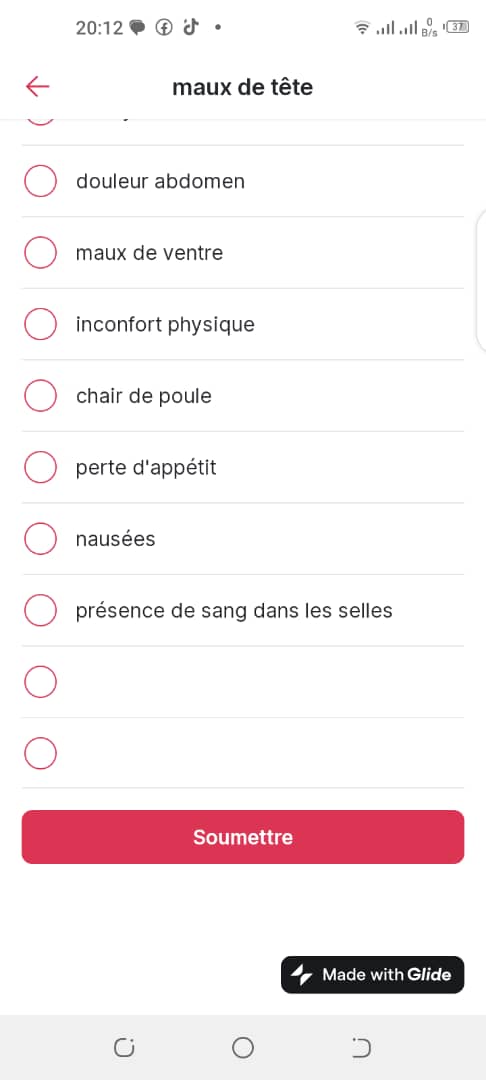 20:12
0
B/s
37
maux de tête
douleur abdomen
maux de ventre
inconfort physique
chair de poule
perte d'appétit
nausées
présence de sang dans les selles
Soumettre
Made with Glide